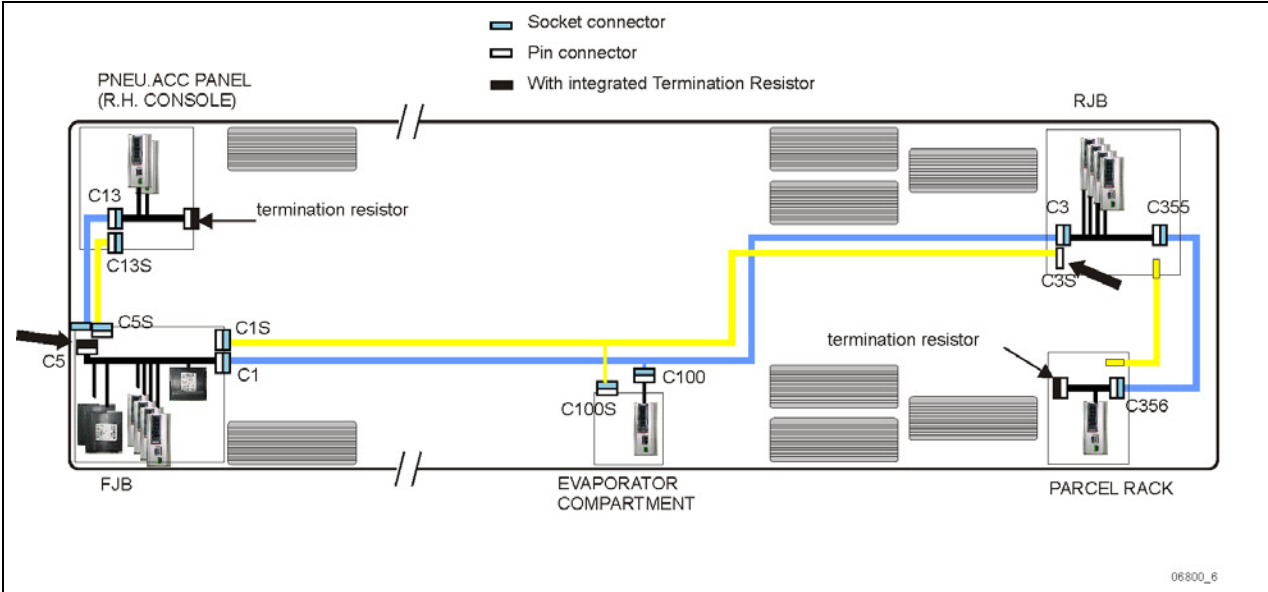 Socket connector
Pin connector
With integrated Termination Resistor
PNEU.ACC PANEL
(R.H. CONSOLE)
RJB
C13
termination resistor
C3
C355
C13S
C3S
C5S
C1S
termination resistor
C5
C1
C100
C100S
C356
FJB
EVAPORATOR
COMPARTMENT
PARCEL RACK
06800_6